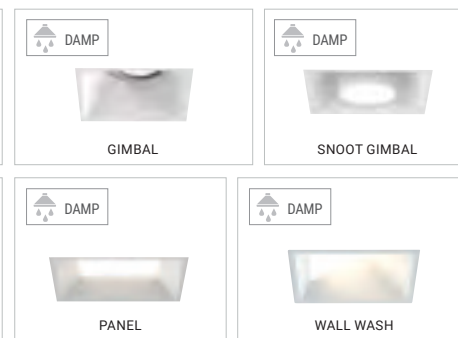 DAMP
GIMBAL
DAMP
SNOOT GIMBAL
DAMP
PANEL
DAMP
WALL WASH